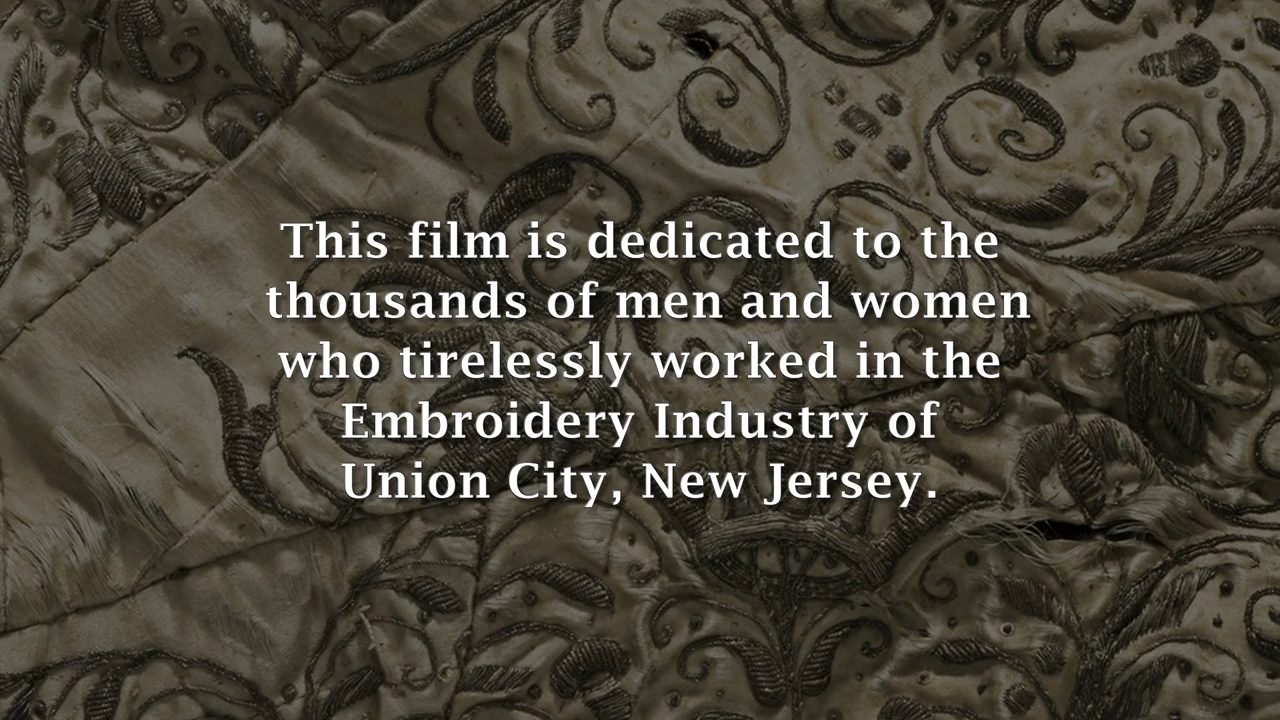 This film is dedicated to the
thousands of men and women
who tirelessly worked in the
Embroidery Industry of
Union City, New Jersey.